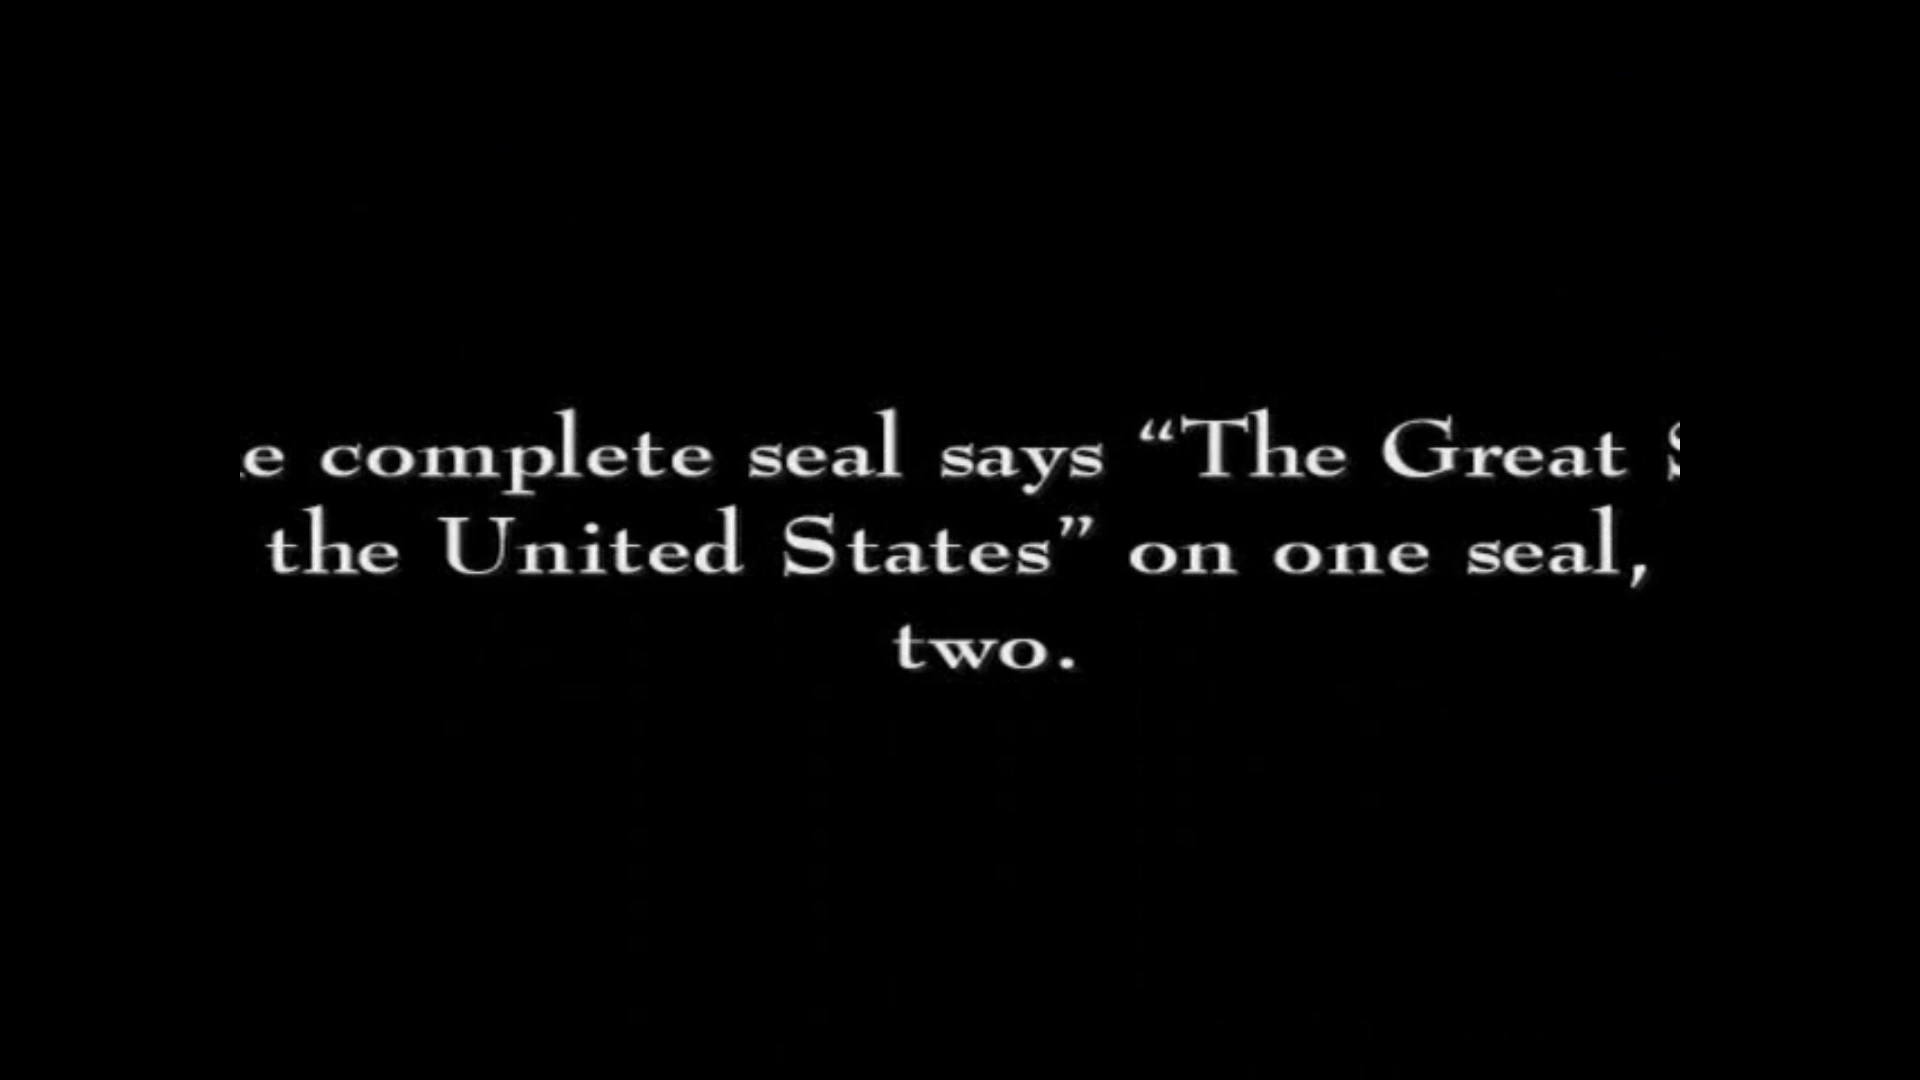 e complete seal says “The Great S
the United States” on one seal,
two.